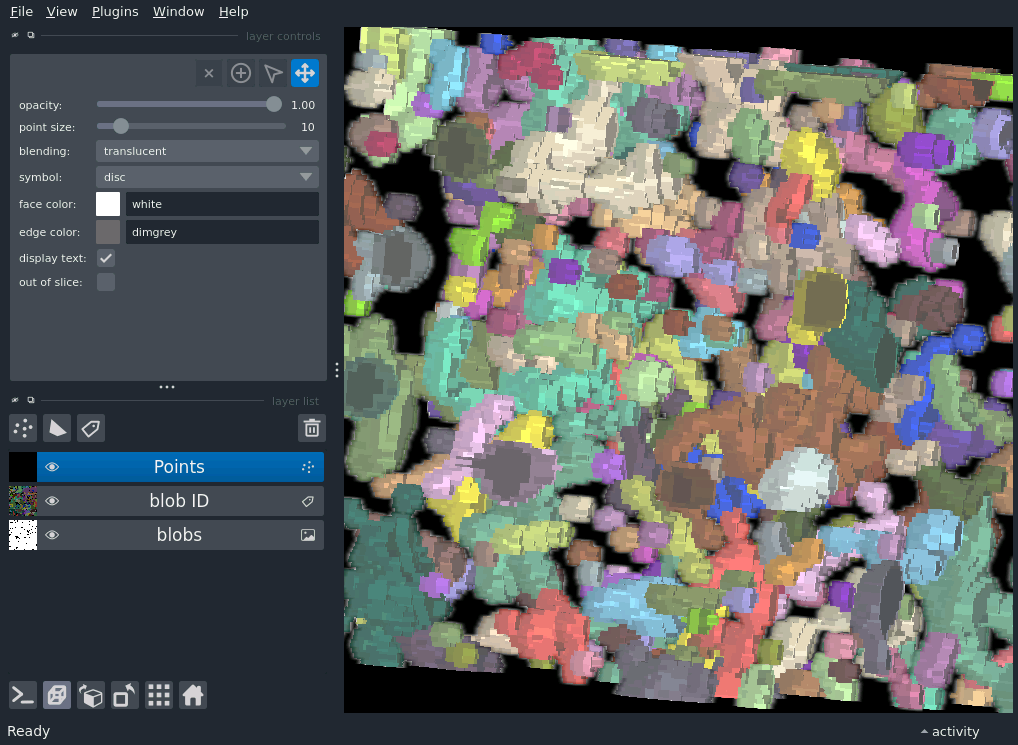 File View Plugins Window Help
layer controls
opacity: 1.00
point size: 10
blending: translucent
symbol: disc
face color: white
edge color: dimgrey
display text:
out of slice:
layer list
Points
blob ID
blobs
Ready
activity